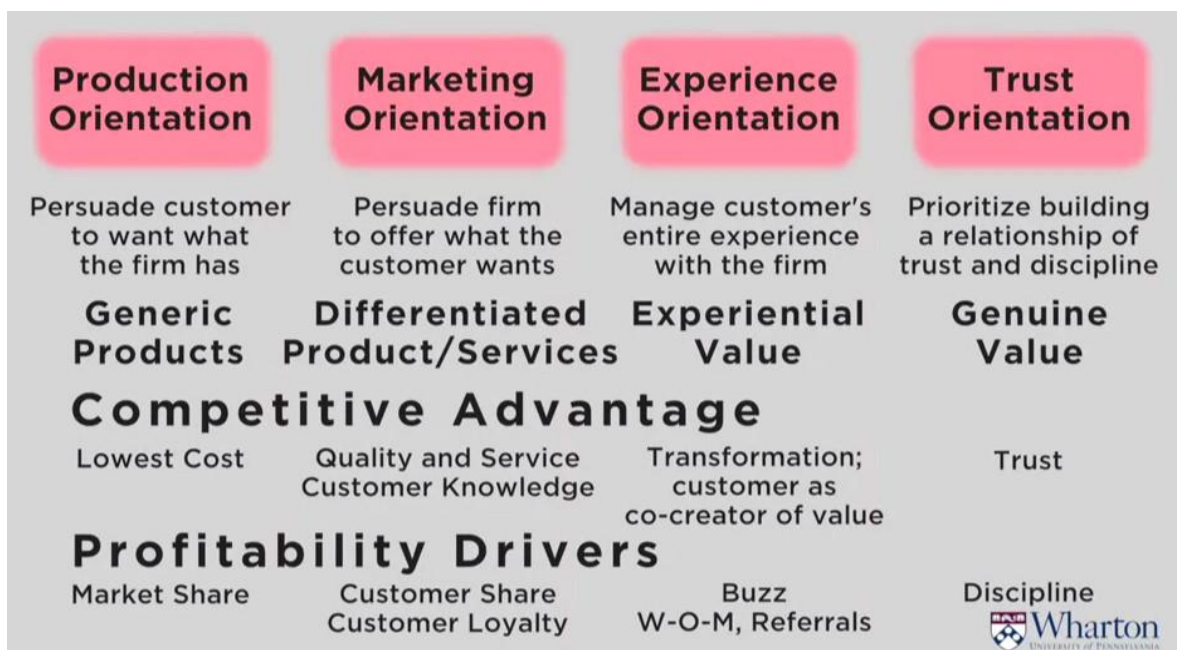 Production
Orientation
Marketing
Orientation
Experience
Orientation
Trust
Orientation
Persuade customer
to want what
the firm has
Persuade firm
to offer what the
customer wants
Manage customer's
entire experience
with the firm
Prioritize building
a relationship of
trust and discipline
Generic
Products
Differentiated
Product/Services
Experiential
Value
Genuine
Value
Competitive Advantage
Lowest Cost
Quality and Service
Customer Knowledge
Transformation;
customer as
co-creator of value
Trust
Profitability Drivers
Market Share
Customer Share
Customer Loyalty
Buzz
W-O-M, Referrals
Discipline
Wharton
UNIVERSITY of PENNSYLVANIA